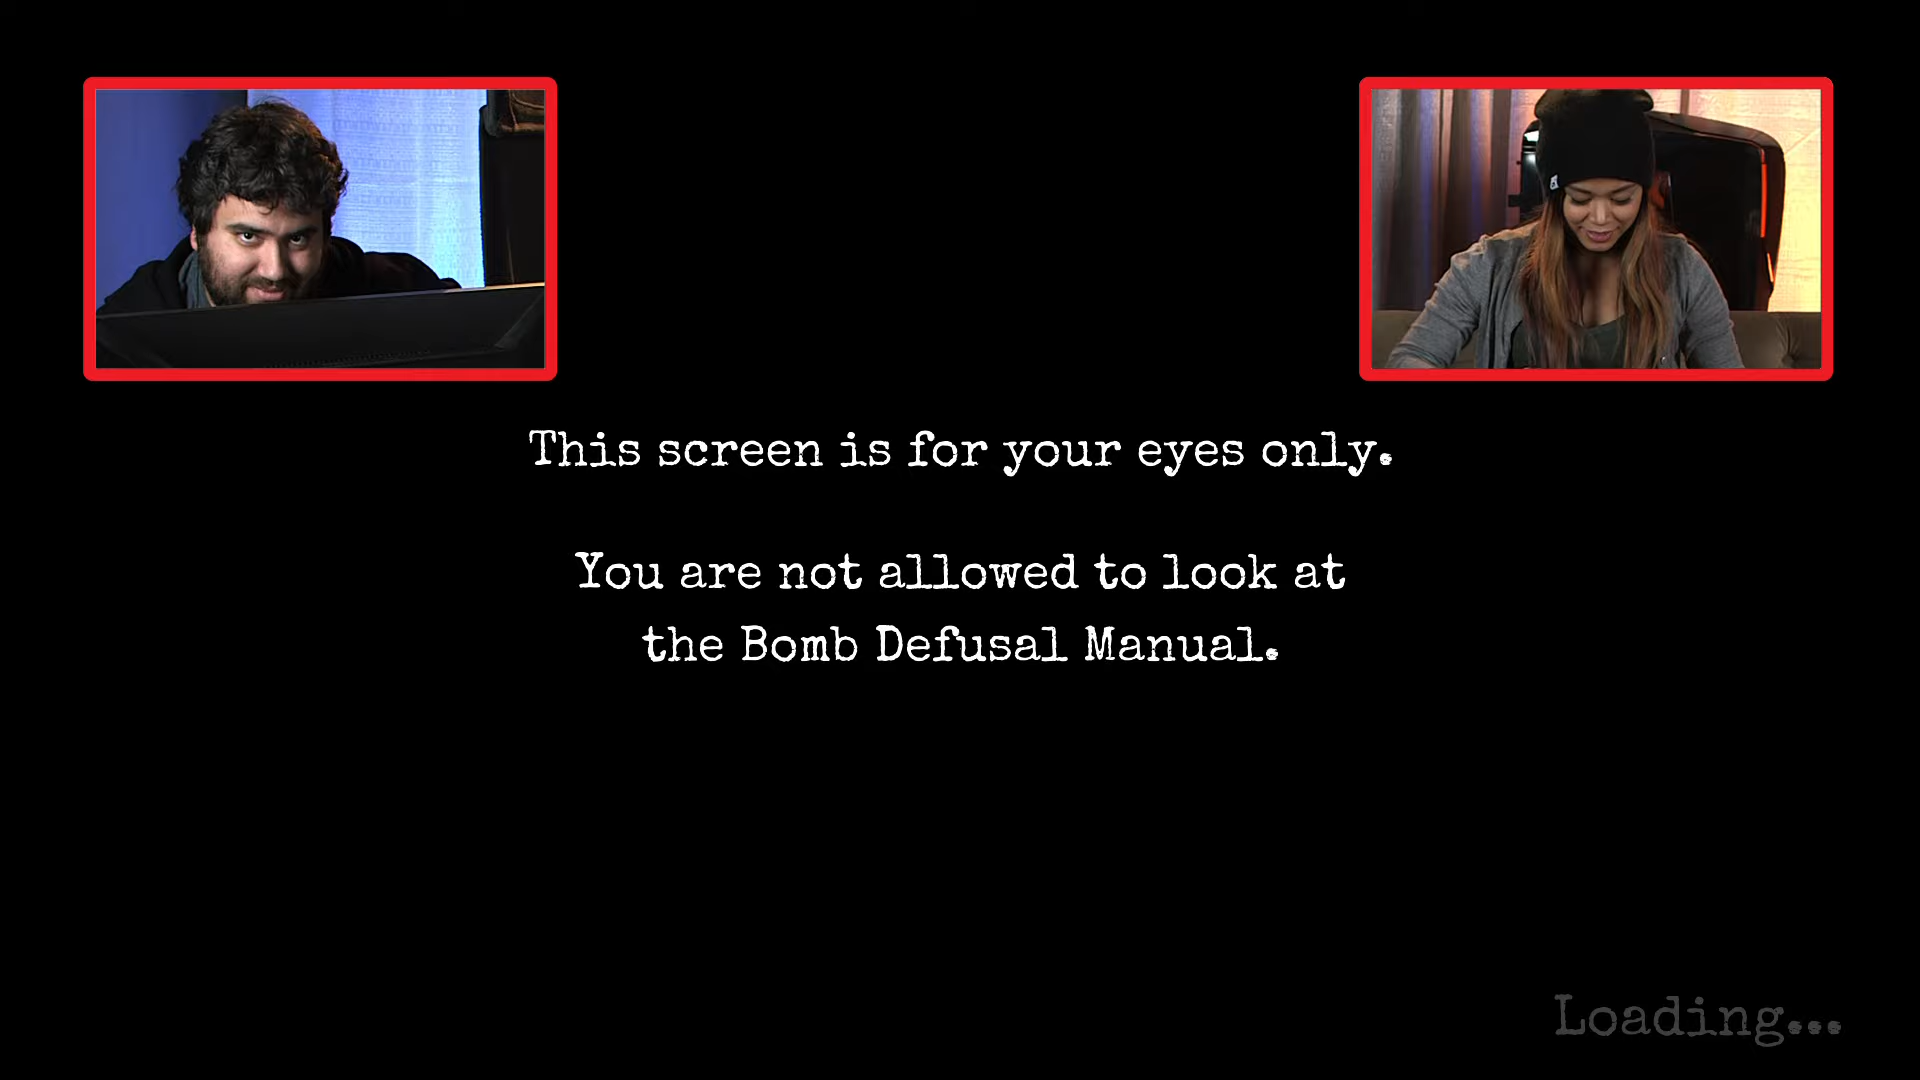 This screen is for your eyes only.
You are not allowed to look at
the Bomb Defusal Manual.
Loading...